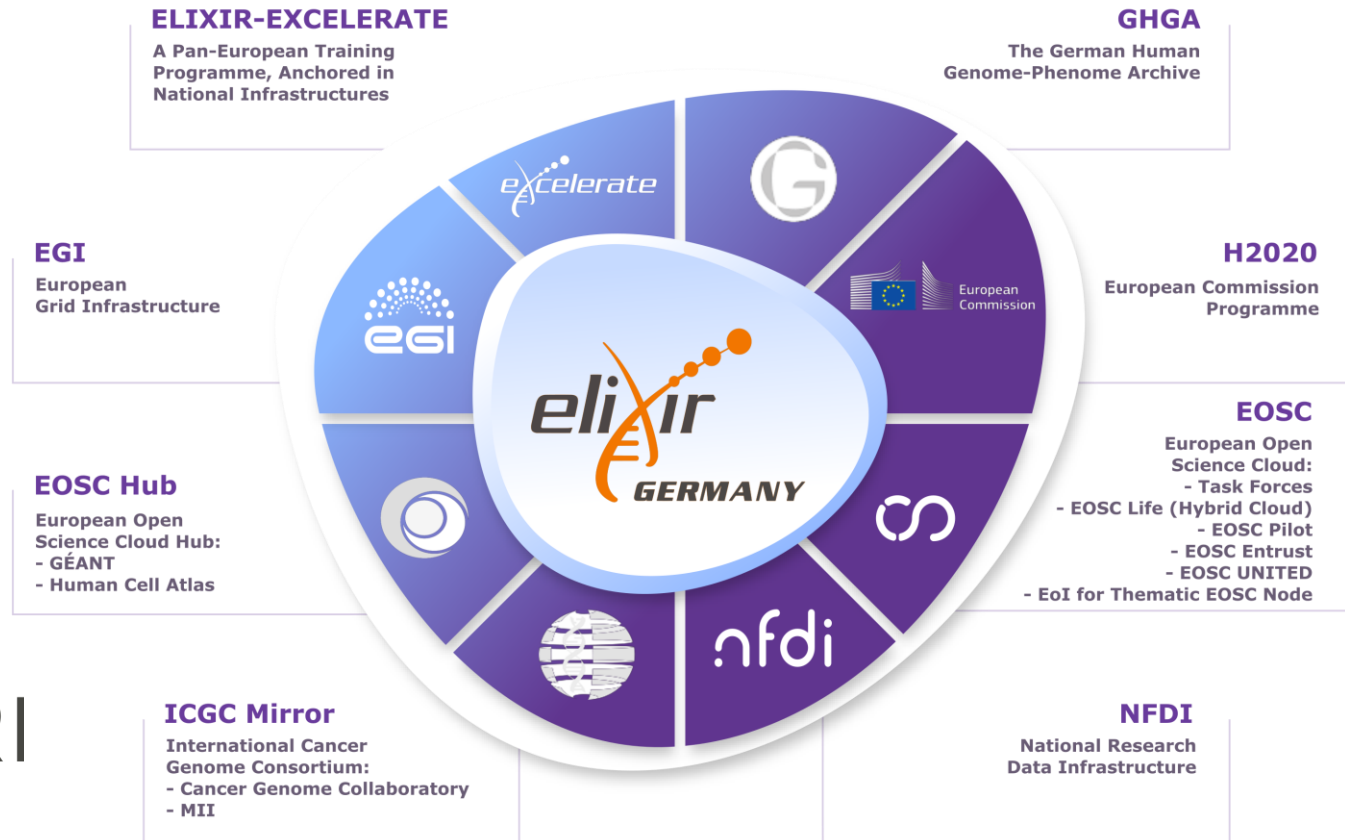 ELIXIR-EXCELERATE
A Pan-European Training
Programme, Anchored in
National Infrastructures
GHGA
The German Human
Genome-Phenome Archive
excelerate
G
EGI
European
Grid Infrastructure
egi
European
Commission
H2020
European Commission
Programme
elixir
GERMANY
EOSC Hub
European Open
Science Cloud Hub:
- GÉANT
- Human Cell Atlas
EOSC
European Open
Science Cloud:
- Task Forces
- EOSC Life (Hybrid Cloud)
- EOSC Pilot
- EOSC Entrust
- EOSC UNITED
- EoI for Thematic EOSC Node
nfdi
ICGC Mirror
International Cancer
Genome Consortium:
- Cancer Genome Collaboratory
- MII
NFDI
National Research
Data Infrastructure